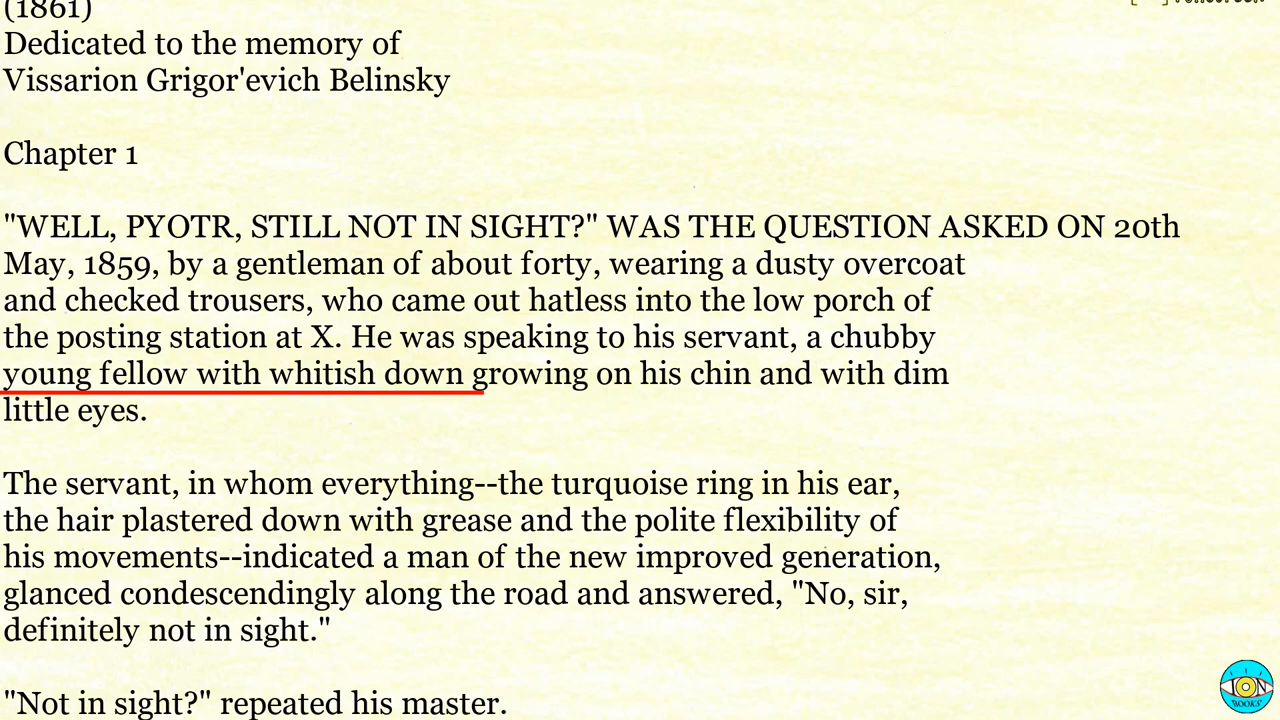 (1861)
Dedicated to the memory of
Vissarion Grigor'evich Belinsky
Chapter 1
"WELL, PYOTR, STILL NOT IN SIGHT?" WAS THE QUESTION ASKED ON 20th
May, 1859, by a gentleman of about forty, wearing a dusty overcoat
and checked trousers, who came out hatless into the low porch of
the posting station at X. He was speaking to his servant, a chubby
young fellow with whitish down growing on his chin and with dim
little eyes.
The servant, in whom everything--the turquoise ring in his ear,
the hair plastered down with grease and the polite flexibility of
his movements--indicated a man of the new improved generation,
glanced condescendingly along the road and answered, "No, sir,
definitely not in sight."
"Not in sight?" repeated his master.
ION
BOOKS